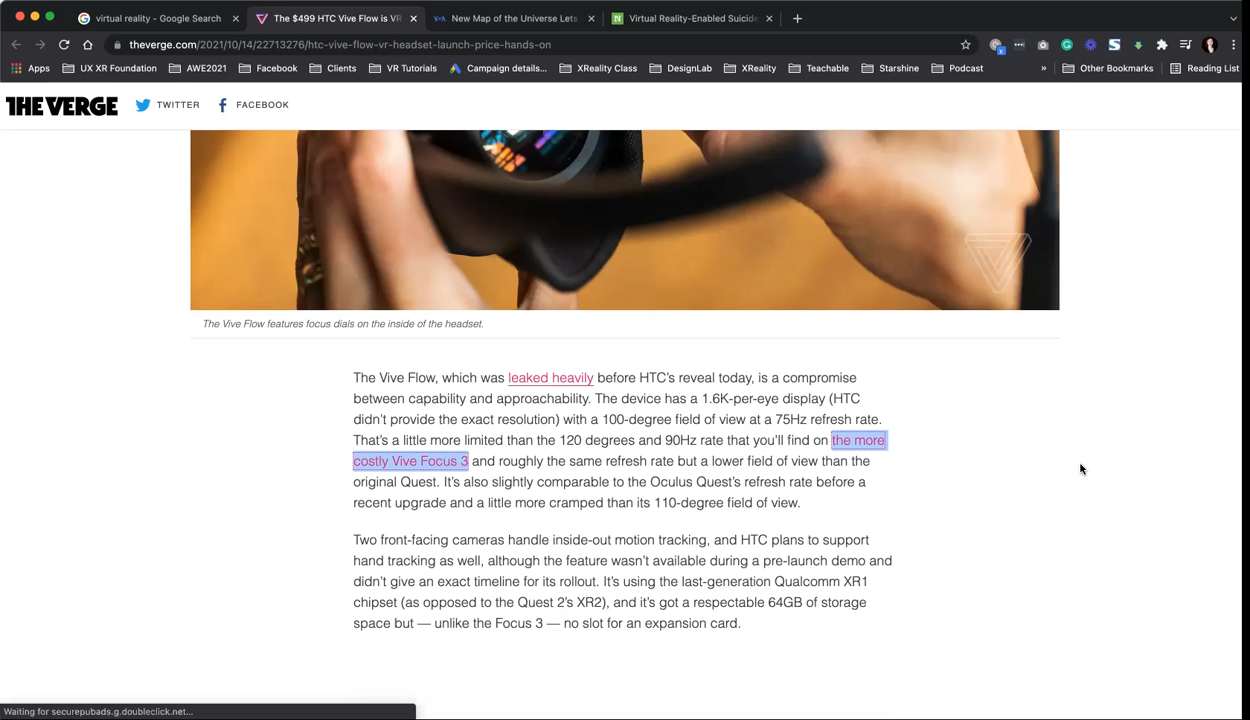 virtual reality - Google Search
The $499 HTC Vive Flow is VR
New Map of the Universe Lets
Virtual Reality-Enabled Suicide
theverge.com/2021/10/14/22713276/htc-vive-flow-vr-headset-launch-price-hands-on
Apps UX XR Foundation AWE2021 Facebook Clients VR Tutorials Campaign details... XReality Class DesignLab XReality Teachable Starshine Podcast » Other Bookmarks Reading List
THE VERGE TWITTER FACEBOOK
The Vive Flow features focus dials on the inside of the headset.
The Vive Flow, which was leaked heavily before HTC's reveal today, is a compromise
between capability and approachability. The device has a 1.6K-per-eye display (HTC
didn't provide the exact resolution) with a 100-degree field of view at a 75Hz refresh rate.
That's a little more limited than the 120 degrees and 90Hz rate that you'll find on the more
costly Vive Focus 3 and roughly the same refresh rate but a lower field of view than the
original Quest. It's also slightly comparable to the Oculus Quest's refresh rate before a
recent upgrade and a little more cramped than its 110-degree field of view.
Two front-facing cameras handle inside-out motion tracking, and HTC plans to support
hand tracking as well, although the feature wasn't available during a pre-launch demo and
didn't give an exact timeline for its rollout. It's using the last-generation Qualcomm XR1
chipset (as opposed to the Quest 2's XR2), and it's got a respectable 64GB of storage
space but — unlike the Focus 3 — no slot for an expansion card.
Waiting for securepubads.g.doubleclick.net...